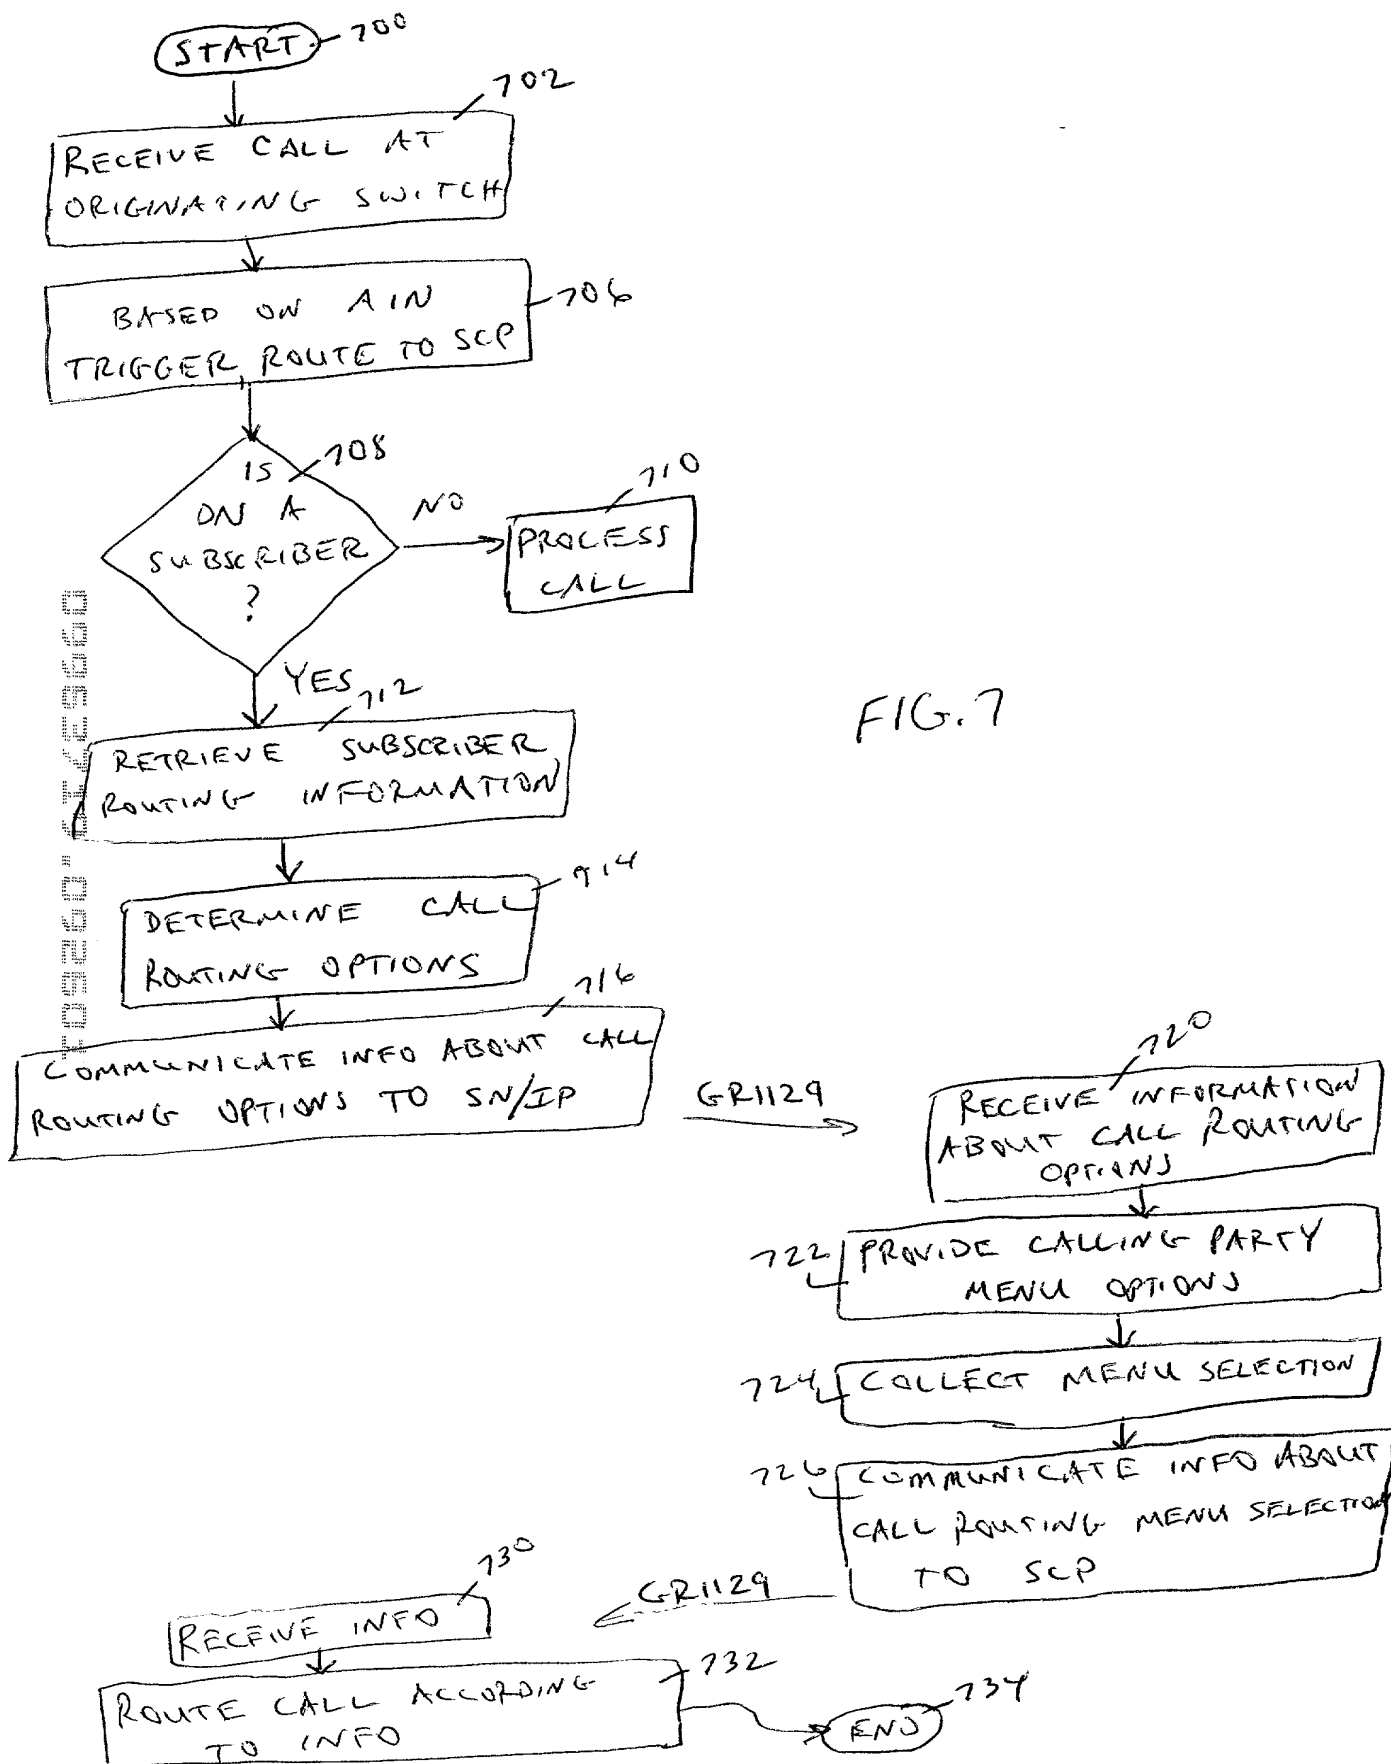 START 700
702
RECEIVE CALL AT
ORIGINATING SWITCH
BASED ON AIN
706
TRIGGER, ROUTE TO SCP
IS 708
ON A
SUBSCRIBER
?
NO
710
PROCESS
CALL
YES
712
RETRIEVE SUBSCRIBER
ROUTING INFORMATION
714
DETERMINE CALL
ROUTING OPTIONS
716
COMMUNICATE INFO ABOUT CALL
ROUTING OPTIONS TO SN/IP
GR1129
FIG. 7
720
RECEIVE INFORMATION
ABOUT CALL ROUTING
OPTIONS
722
PROVIDE CALLING PARTY
MENU OPTIONS
724
COLLECT MENU SELECTION
726
COMMUNICATE INFO ABOUT
CALL ROUTING MENU SELECTION
TO SCP
GR1129
730
RECEIVE INFO
732
ROUTE CALL ACCORDING
TO INFO
END 734